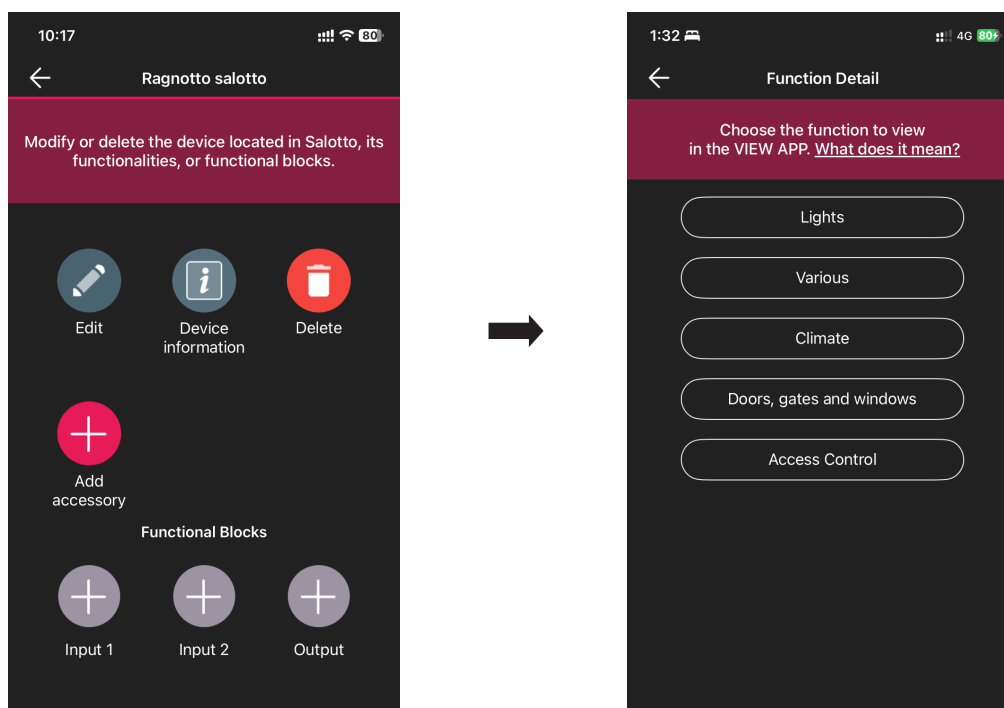 10:17
80
Ragnotto salotto
Modify or delete the device located in Salotto, its
functionalities, or functional blocks.
Edit
Device
information
Delete
Add
accessory
Functional Blocks
Input 1
Input 2
Output
1:32
4G 80
Function Detail
Choose the function to view
in the VIEW APP. What does it mean?
Lights
Various
Climate
Doors, gates and windows
Access Control